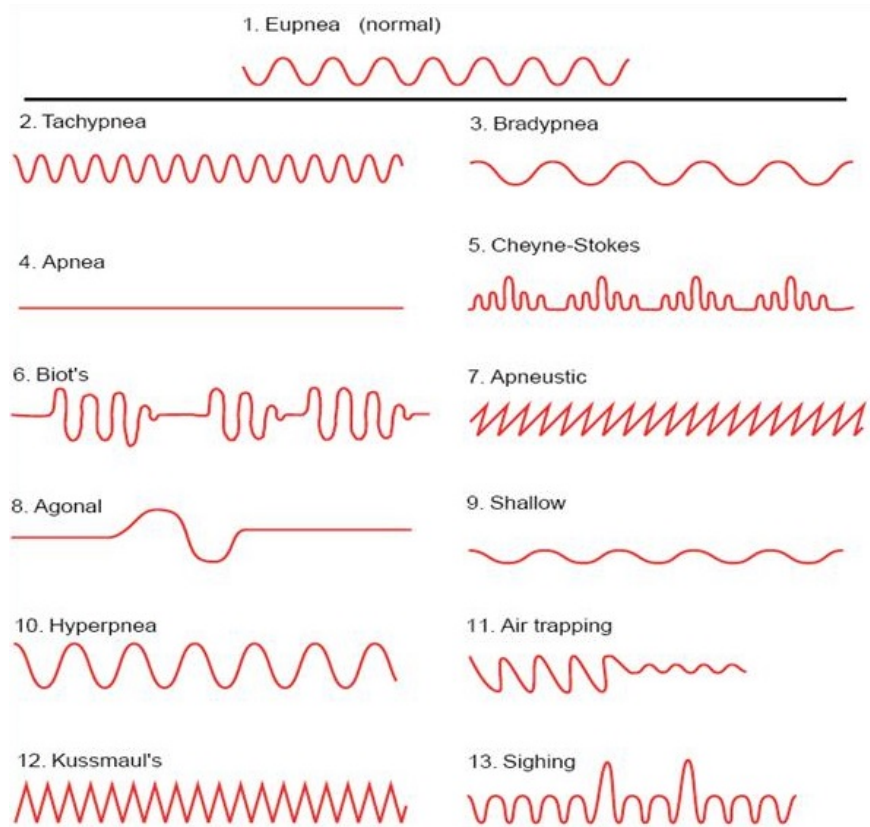 1. Eupnea (normal)
2. Tachypnea
3. Bradypnea
4. Apnea
5. Cheyne-Stokes
6. Biot's
7. Apneustic
8. Agonal
9. Shallow
10. Hyperpnea
11. Air trapping
12. Kussmaul's
13. Sighing